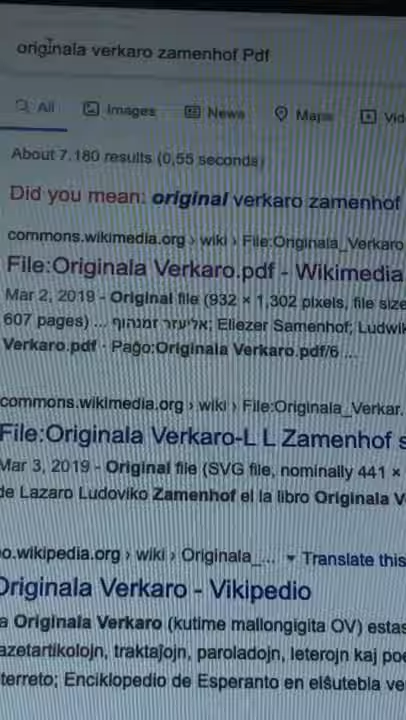 originala verkaro zamenhof Pdf
All Images News Maps Vid
About 7.180 results (0,55 seconds)
Did you mean: original verkaro zamenhof
commons.wikimedia.org › wiki › File:Originala_Verkaro
File:Originala Verkaro.pdf - Wikimedia
Mar 2, 2019 - Original file (932 × 1,302 pixels, file size
607 pages) ... אליעזר זמנהוף; Eliezer Samenhof; Ludwik
Verkaro.pdf · Paĝo:Originala Verkaro.pdf/6 ...
commons.wikimedia.org › wiki › File:Originala_Verkar.
File:Originala Verkaro-L L Zamenhof s
Mar 3, 2019 - Original file (SVG file, nominally 441 ×
de Lazaro Ludoviko Zamenhof el la libro Originala V
o.wikipedia.org › wiki › Originala_... ▾ Translate this
Originala Verkaro - Vikipedio
a Originala Verkaro (kutime mallongigita OV) estas
azetartikolojn, traktaĵojn, paroladojn, leterojn kaj poe
terreto; Enciklopedio de Esperanto en elŝutebla ve